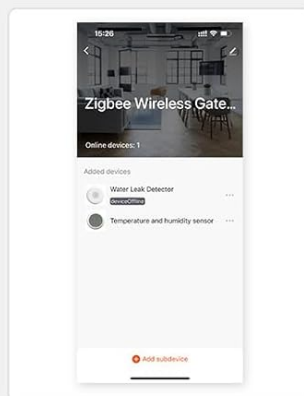 15:26
Zigbee Wireless Gate...
Online devices: 1
Added devices
Water Leak Detector
deviceOffline
Temperature and humidity sensor
Add subdevice